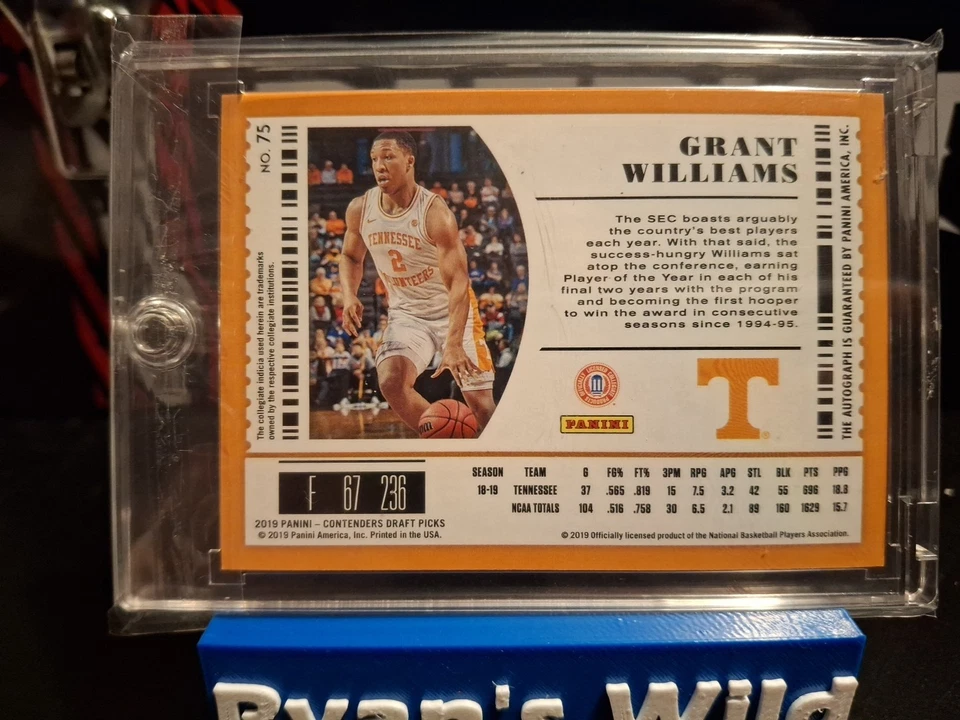 NO. 75
The collegiate indicia used herein are trademarks
owned by the respective collegiate institutions.
TENNESSEE
2
GRANT
WILLIAMS
The SEC boasts arguably
the country's best players
each year. With that said, the
success-hungry Williams sat
atop the conference, earning
Player of the Year in each of his
final two years with the program
and becoming the first hooper
to win the award in consecutive
seasons since 1994-95.
PANINI
T
THE AUTOGRAPH IS GUARANTEED BY PANINI AMERICA, INC.
F 67 236
SEASON TEAM G FG% FT% 3PM RPG APG STL BLK PTS PPG
18-19 TENNESSEE 37 .565 .819 15 7.5 3.2 42 55 696 18.8
NCAA TOTALS 104 .516 .758 30 6.5 2.1 89 160 1629 15.7
2019 PANINI – CONTENDERS DRAFT PICKS
© 2019 Panini America, Inc. Printed in the USA.
© 2019 Officially licensed product of the National Basketball Players Association.
Ryan's Wild